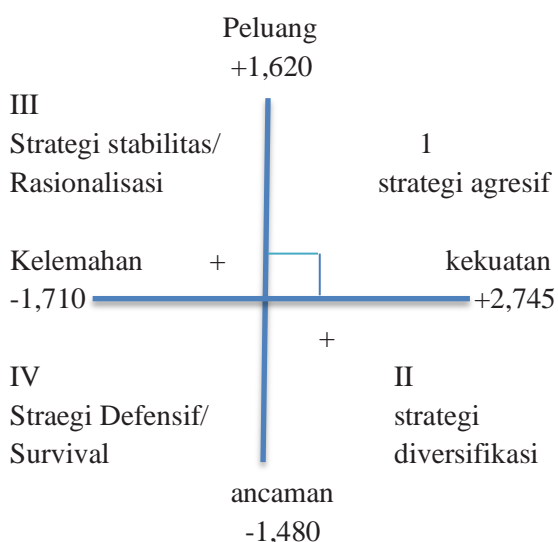 Peluang
+1,620
III
Strategi stabilitas/ 1
Rasionalisasi strategi agresif
Kelemahan + kekuatan
-1,710 +2,745
+
IV II
Straegi Defensif/ strategi
Survival diversifikasi
ancaman
-1,480